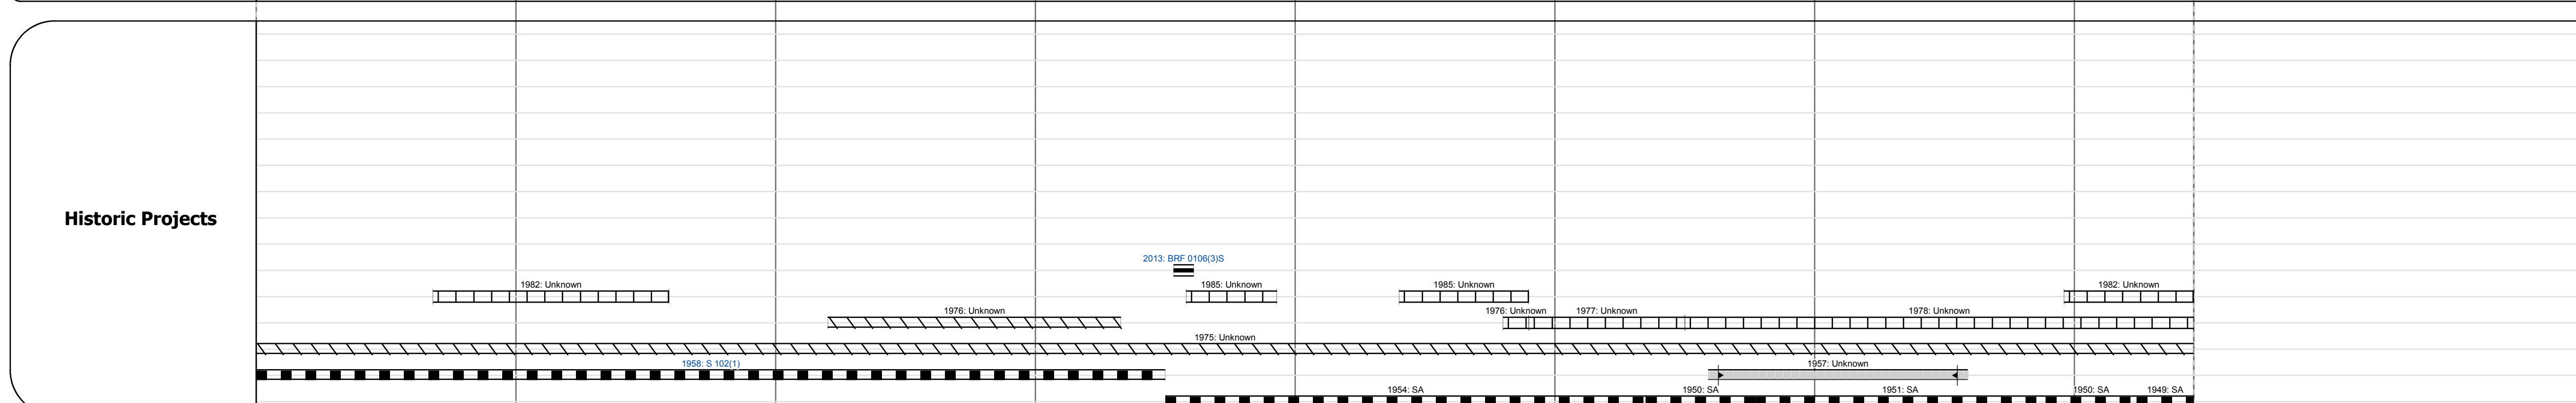 Historic Projects
2013: BRF 0106(3)S
1982: Unknown
1985: Unknown
1985: Unknown
1982: Unknown
1976: Unknown
1976: Unknown
1977: Unknown
1978: Unknown
1975: Unknown
1958: S 102(1)
1957: Unknown
1954: SA
1950: SA
1951: SA
1950: SA
1949: SA